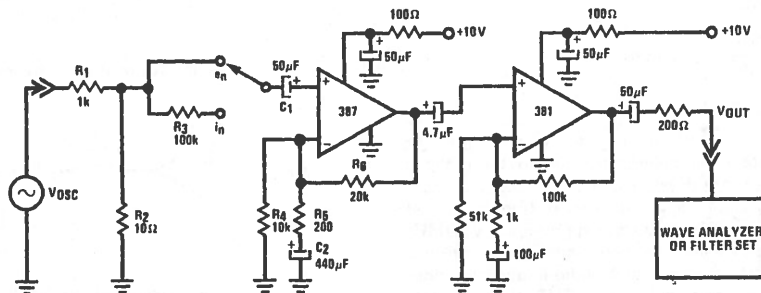 100Ω
+10V
50µF
100Ω
+10V
50µF
R1
1k
en
50µF
+
C1
+
387
−
+
4.7µF
+
381
−
+
50µF
200Ω
VOUT
R3
100k
in
VOSC
R2
10Ω
R4
10k
R5
200
R6
20k
+
C2
440µF
51k
1k
100k
+
100µF
WAVE ANALYZER
OR FILTER SET